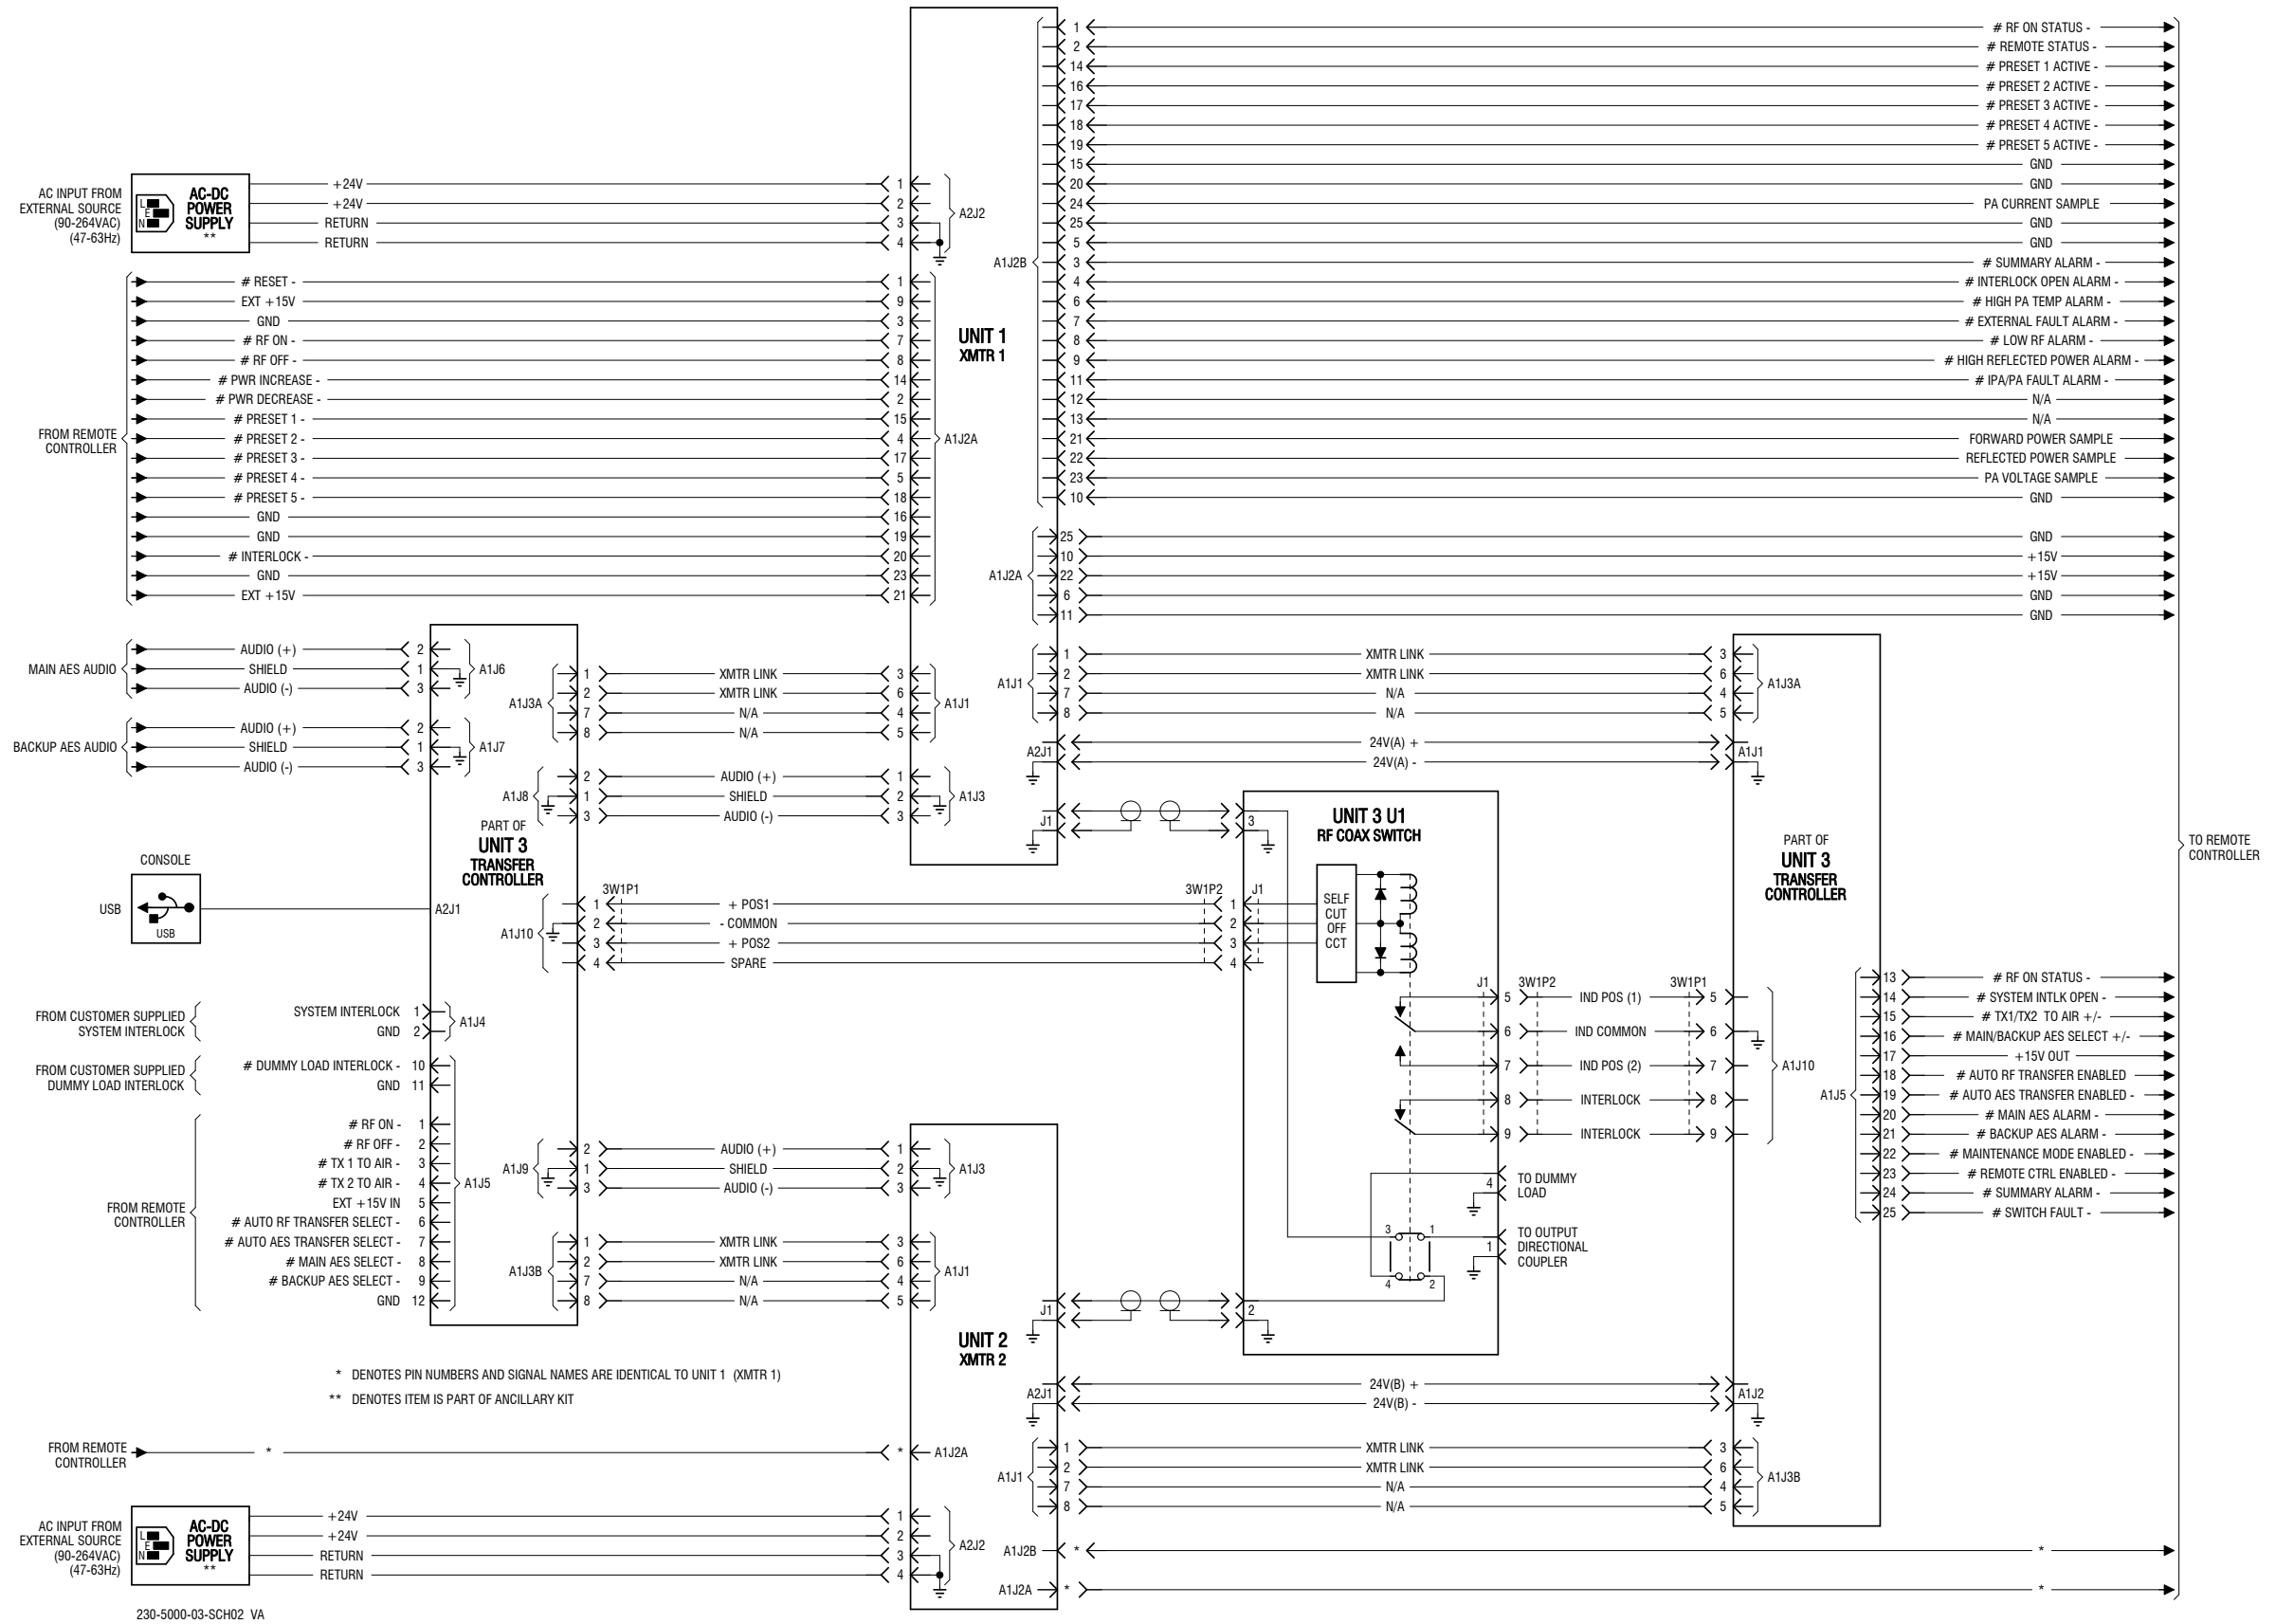 AC INPUT FROM
EXTERNAL SOURCE
(90-264VAC)
(47-63Hz)
L
E
N
AC-DC
POWER
SUPPLY
**
+24V 1
+24V 2
RETURN 3
RETURN 4
A2J2
FROM REMOTE
CONTROLLER
# RESET - 1
EXT +15V 9
GND 3
# RF ON - 7
# RF OFF - 8
# PWR INCREASE - 14
# PWR DECREASE - 2
# PRESET 1 - 15
# PRESET 2 - 4
# PRESET 3 - 17
# PRESET 4 - 5
# PRESET 5 - 18
GND 16
GND 19
# INTERLOCK - 20
GND 23
EXT +15V 21
A1J2A
UNIT 1
XMTR 1
A1J2B
1 # RF ON STATUS -
2 # REMOTE STATUS -
14 # PRESET 1 ACTIVE -
16 # PRESET 2 ACTIVE -
17 # PRESET 3 ACTIVE -
18 # PRESET 4 ACTIVE -
19 # PRESET 5 ACTIVE -
15 GND
20 GND
24 PA CURRENT SAMPLE
25 GND
5 GND
3 # SUMMARY ALARM -
4 # INTERLOCK OPEN ALARM -
6 # HIGH PA TEMP ALARM -
7 # EXTERNAL FAULT ALARM -
8 # LOW RF ALARM -
9 # HIGH REFLECTED POWER ALARM -
11 # IPA/PA FAULT ALARM -
12 N/A
13 N/A
21 FORWARD POWER SAMPLE
22 REFLECTED POWER SAMPLE
23 PA VOLTAGE SAMPLE
10 GND
A1J2A
25 GND
10 +15V
22 +15V
6 GND
11 GND
TO REMOTE
CONTROLLER
MAIN AES AUDIO
AUDIO (+) 2
SHIELD 1
AUDIO (-) 3
A1J6
BACKUP AES AUDIO
AUDIO (+) 2
SHIELD 1
AUDIO (-) 3
A1J7
A1J3A
1 XMTR LINK 3
2 XMTR LINK 6
7 N/A 4
8 N/A 5
A1J1
A1J8
2 AUDIO (+) 1
1 SHIELD 2
3 AUDIO (-) 3
A1J3
A1J1
1 XMTR LINK 3
2 XMTR LINK 6
7 N/A 4
8 N/A 5
A1J3A
A2J1
24V(A) +
24V(A) -
A1J1
J1
3
PART OF
UNIT 3
TRANSFER
CONTROLLER
CONSOLE
USB
USB
A2J1
A1J10
3W1P1
1 + POS1 1
2 - COMMON 2
3 + POS2 3
4 SPARE 4
3W1P2
J1
UNIT 3 U1
RF COAX SWITCH
SELF
CUT
OFF
CCT
PART OF
UNIT 3
TRANSFER
CONTROLLER
J1
3W1P2
3W1P1
5 IND POS (1) 5
6 IND COMMON 6
7 IND POS (2) 7
8 INTERLOCK 8
9 INTERLOCK 9
A1J10
4
TO DUMMY
LOAD
3
1
4
2
1
TO OUTPUT
DIRECTIONAL
COUPLER
A1J5
13 # RF ON STATUS -
14 # SYSTEM INTLK OPEN -
15 # TX1/TX2 TO AIR +/-
16 # MAIN/BACKUP AES SELECT +/-
17 +15V OUT
18 # AUTO RF TRANSFER ENABLED
19 # AUTO AES TRANSFER ENABLED -
20 # MAIN AES ALARM -
21 # BACKUP AES ALARM -
22 # MAINTENANCE MODE ENABLED -
23 # REMOTE CTRL ENABLED -
24 # SUMMARY ALARM -
25 # SWITCH FAULT -
FROM CUSTOMER SUPPLIED
SYSTEM INTERLOCK
SYSTEM INTERLOCK 1
GND 2
A1J4
FROM CUSTOMER SUPPLIED
DUMMY LOAD INTERLOCK
# DUMMY LOAD INTERLOCK - 10
GND 11
FROM REMOTE
CONTROLLER
# RF ON - 1
# RF OFF - 2
# TX 1 TO AIR - 3
# TX 2 TO AIR - 4
EXT +15V IN 5
# AUTO RF TRANSFER SELECT - 6
# AUTO AES TRANSFER SELECT - 7
# MAIN AES SELECT - 8
# BACKUP AES SELECT - 9
GND 12
A1J5
A1J9
2 AUDIO (+) 1
1 SHIELD 2
3 AUDIO (-) 3
A1J3
A1J3B
1 XMTR LINK 3
2 XMTR LINK 6
7 N/A 4
8 N/A 5
A1J1
UNIT 2
XMTR 2
J1
2
A2J1
24V(B) +
24V(B) -
A1J2
A1J1
1 XMTR LINK 3
2 XMTR LINK 6
7 N/A 4
8 N/A 5
A1J3B
* DENOTES PIN NUMBERS AND SIGNAL NAMES ARE IDENTICAL TO UNIT 1 (XMTR 1)
** DENOTES ITEM IS PART OF ANCILLARY KIT
FROM REMOTE
CONTROLLER
* * A1J2A
AC INPUT FROM
EXTERNAL SOURCE
(90-264VAC)
(47-63Hz)
L
E
N
AC-DC
POWER
SUPPLY
**
+24V 1
+24V 2
RETURN 3
RETURN 4
A2J2
A1J2B * *
A1J2A * *
230-5000-03-SCH02 VA